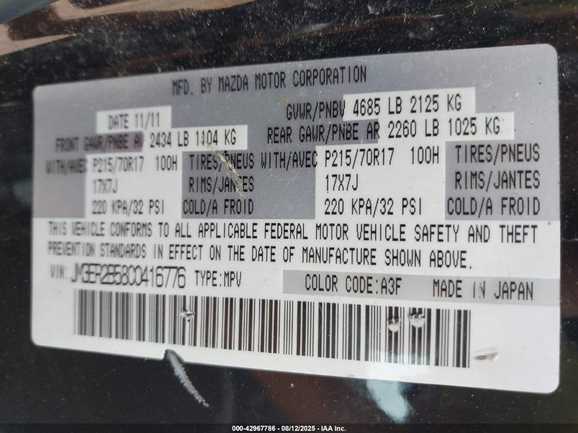 MFD. BY MAZDA MOTOR CORPORATION
DATE 11/11 GVWR/PNBV 4685 LB 2125 KG
FRONT GAWR/PNBE AV 2434 LB 1104 KG REAR GAWR/PNBE AR 2260 LB 1025 KG
WITH/AVEC P215/70R17 100H TIRES/PNEUS WITH/AVEC P215/70R17 100H TIRES/PNEUS
17X7J RIMS/JANTES 17X7J RIMS/JANTES
220 KPA/32 PSI COLD/A FROID 220 KPA/32 PSI COLD/A FROID
THIS VEHICLE CONFORMS TO ALL APPLICABLE FEDERAL MOTOR VEHICLE SAFETY AND THEFT
PREVENTION STANDARDS IN EFFECT ON THE DATE OF MANUFACTURE SHOWN ABOVE.
VIN: JM3ER2B58C0416776 TYPE: MPV COLOR CODE: A3F MADE IN JAPAN
000-42967786 - 08/12/2025 - IAA Inc.